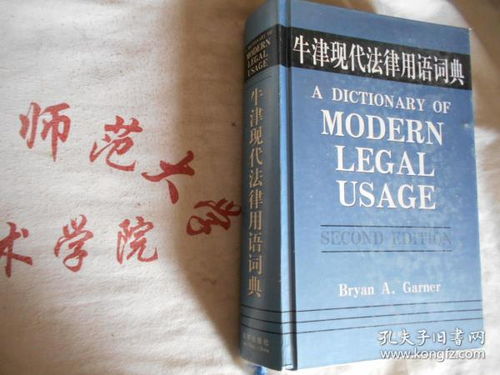 师范大学
术学院
A DICTIONARY OF
MODERN
LEGAL
USAGE
牛津现代法律用语词典
牛津现代法律用语词典
A DICTIONARY OF
MODERN
LEGAL
USAGE
SECOND EDITION
Bryan A. Garner
孔夫子旧书网
www.kongfz.com